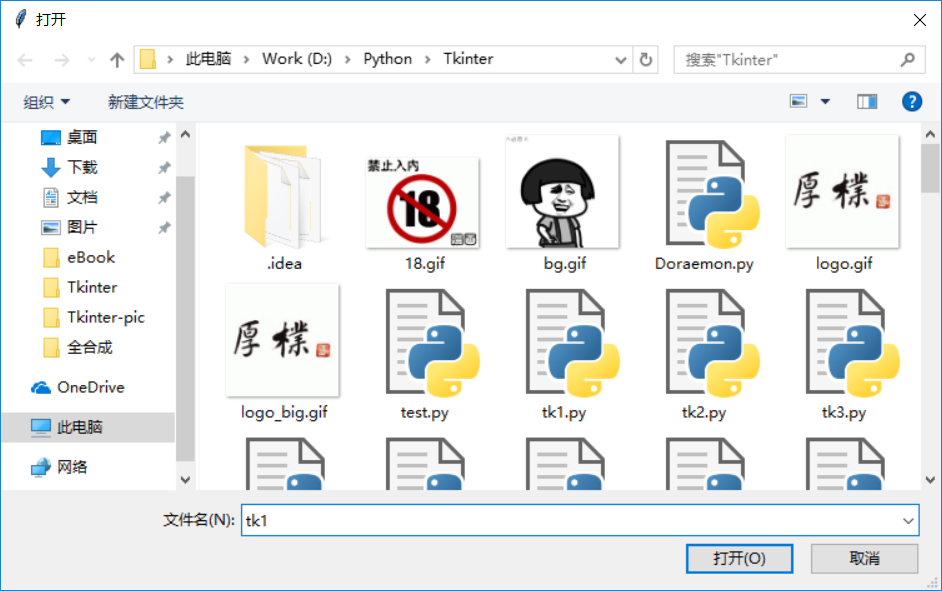 打开
此电脑 > Work (D:) > Python > Tkinter
搜索"Tkinter"
组织
新建文件夹
桌面
下载
文档
图片
eBook
Tkinter
Tkinter-pic
全合成
OneDrive
此电脑
网络
禁止入内
18
厚樸
.idea
18.gif
bg.gif
Doraemon.py
logo.gif
厚樸
logo_big.gif
test.py
tk1.py
tk2.py
tk3.py
文件名(N):
tk1
打开(O)
取消